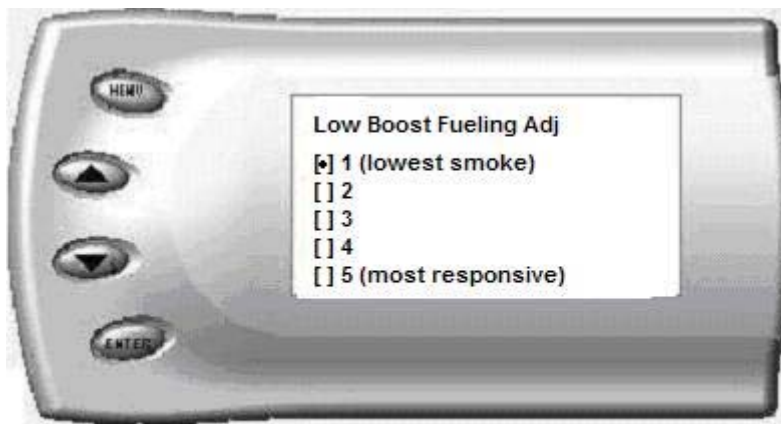 MENU
Low Boost Fueling Adj
[•] 1 (lowest smoke)
[ ] 2
[ ] 3
[ ] 4
[ ] 5 (most responsive)
ENTER